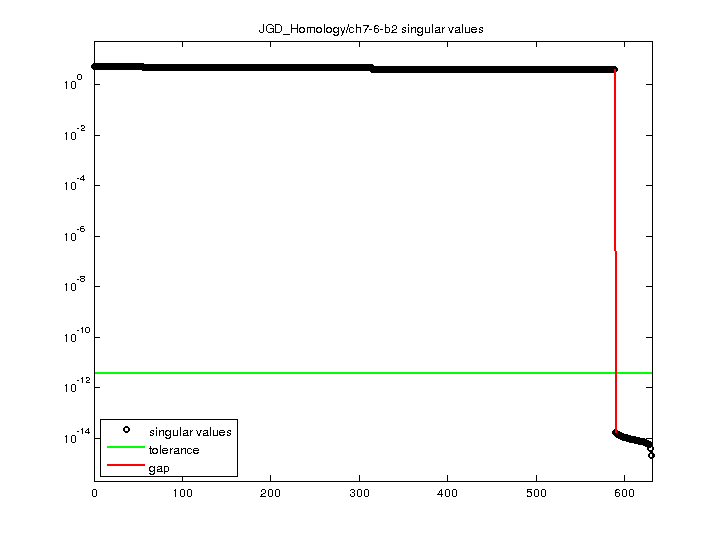 JGD_Homology/ch7-6-b2 singular values
10^0
10^-2
10^-4
10^-6
10^-8
10^-10
10^-12
10^-14
singular values
tolerance
gap
0 100 200 300 400 500 600